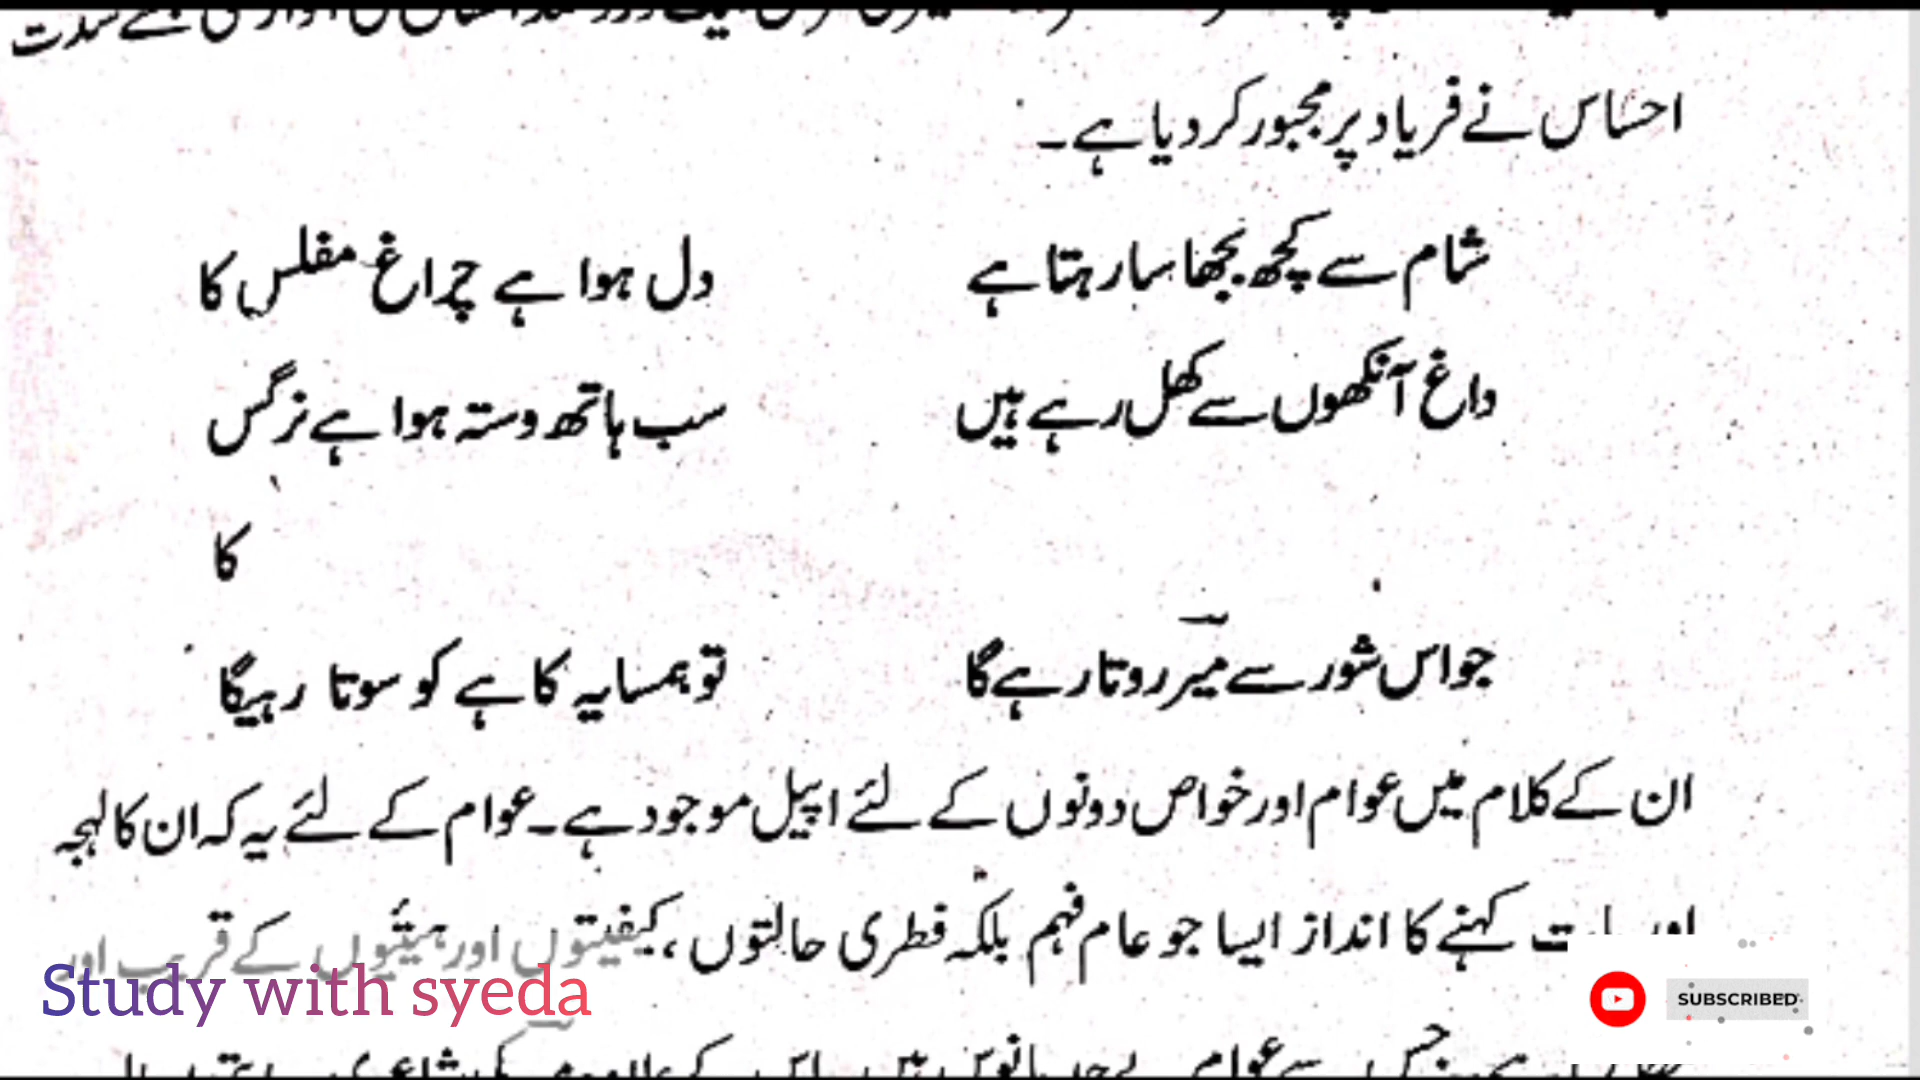 احساس نے فریاد پر مجبور کر دیا ہے۔
شام سے کچھ بجھا سا رہتا ہے دل ہوا ہے چراغ مفلس کا
داغ آنکھوں سے کھل رہے ہیں سب ہاتھ دستہ ہوا ہے نرگس
کا
جو اس شور سے میرؔ روتا رہے گا تو ہمسایہ کاہے کو سوتا رہیگا
ان کے کلام میں عوام اور خواص دونوں کے لئے اپیل موجود ہے۔ عوام کے لئے یہ کہ ان کا لہجہ
اور بات کہنے کا انداز ایسا جو عام فہم بلکہ فطری حالتوں، کیفیتوں اور ہیئتوں کے قریب اور
Study with syeda
SUBSCRIBED